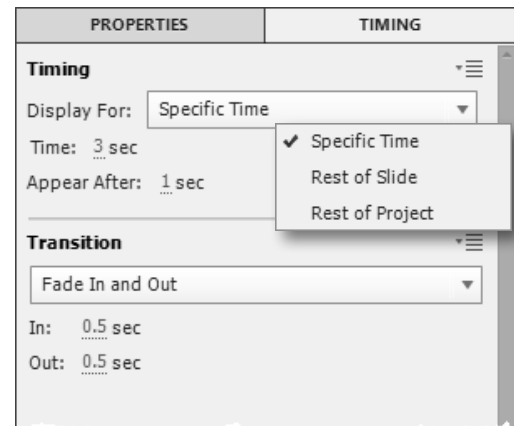 PROPERTIES TIMING
Timing
Display For: Specific Time
Time: 3 sec
✔ Specific Time
Appear After: 1 sec
Rest of Slide
Rest of Project
Transition
Fade In and Out
In: 0.5 sec
Out: 0.5 sec